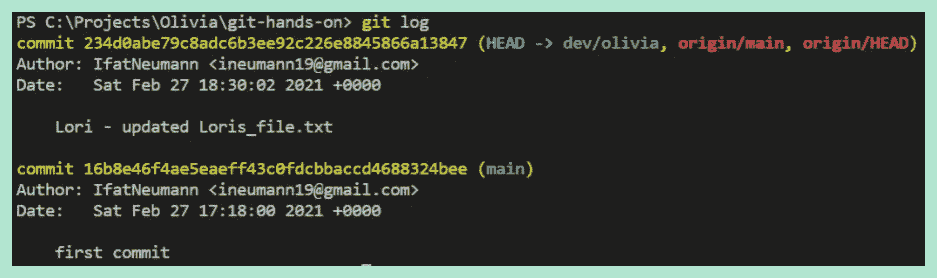 PS C:\Projects\Olivia\git-hands-on> git log
commit 234d0abe79c8adc6b3ee92c226e8845866a13847 (HEAD -> dev/olivia, origin/main, origin/HEAD)
Author: IfatNeumann <ineumann19@gmail.com>
Date:   Sat Feb 27 18:30:02 2021 +0000
    Lori - updated Loris_file.txt
commit 16b8e46f4ae5eaeff43c0fdcbbaccd4688324bee (main)
Author: IfatNeumann <ineumann19@gmail.com>
Date:   Sat Feb 27 17:18:00 2021 +0000
    first commit